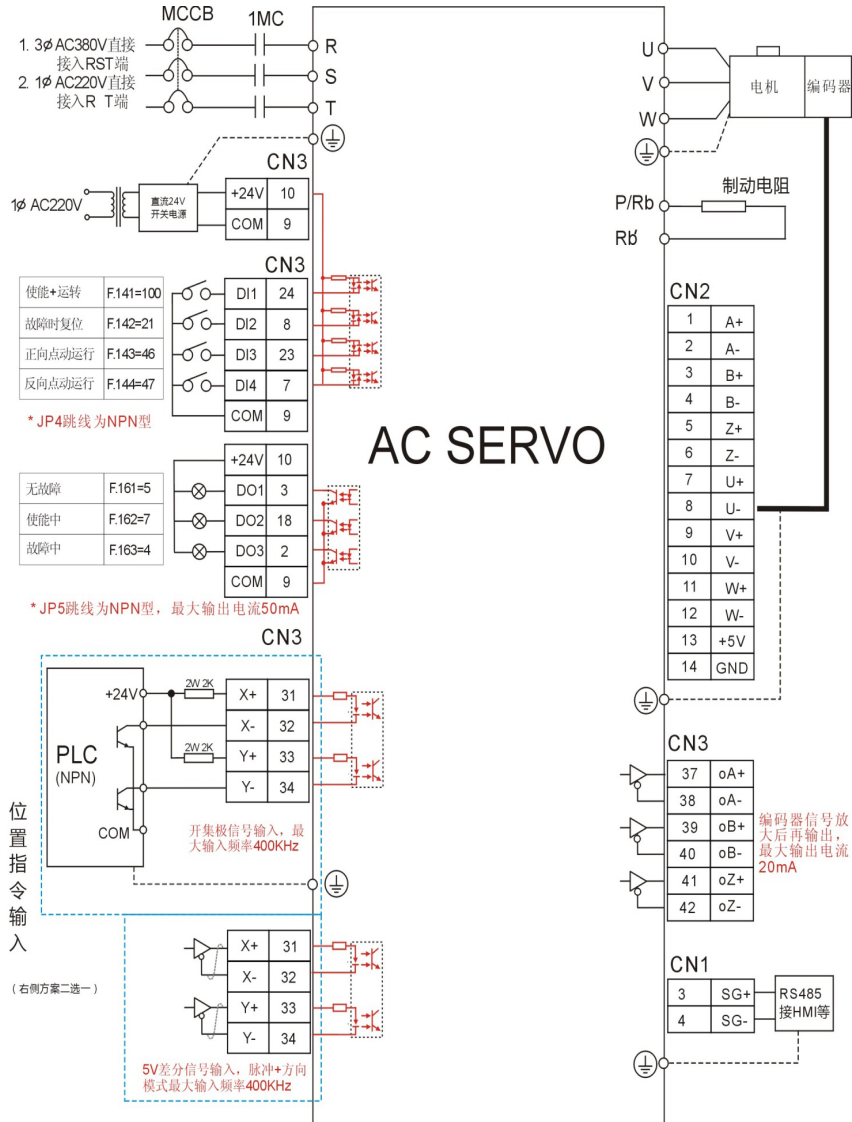 MCCB
1MC
1. 3ø AC380V直接
接入RST端
2. 1ø AC220V直接
接入R T端
R
S
T
1ø AC220V
直流24V
开关电源
CN3
+24V 10
COM 9
CN3
使能+运转 F.141=100 DI1 24
故障时复位 F.142=21 DI2 8
正向点动运行 F.143=46 DI3 23
反向点动运行 F.144=47 DI4 7
COM 9
* JP4跳线为NPN型
+24V 10
无故障 F.161=5 DO1 3
使能中 F.162=7 DO2 18
故障中 F.163=4 DO3 2
COM 9
* JP5跳线为NPN型，最大输出电流50mA
CN3
位置指令输入
（右侧方案二选一）
PLC
(NPN)
+24V
COM
2W 2K
2W 2K
X+ 31
X- 32
Y+ 33
Y- 34
开集极信号输入，最
大输入频率400KHz
X+ 31
X- 32
Y+ 33
Y- 34
5V差分信号输入，脉冲+方向
模式最大输入频率400KHz
AC SERVO
U
V
W
电机
编码器
P/Rb
Rb
制动电阻
CN2
1 A+
2 A-
3 B+
4 B-
5 Z+
6 Z-
7 U+
8 U-
9 V+
10 V-
11 W+
12 W-
13 +5V
14 GND
CN3
37 oA+
38 oA-
39 oB+
40 oB-
41 oZ+
42 oZ-
编码器信号放
大后再输出，
最大输出电流
20mA
CN1
3 SG+
4 SG-
RS485
接HMI等